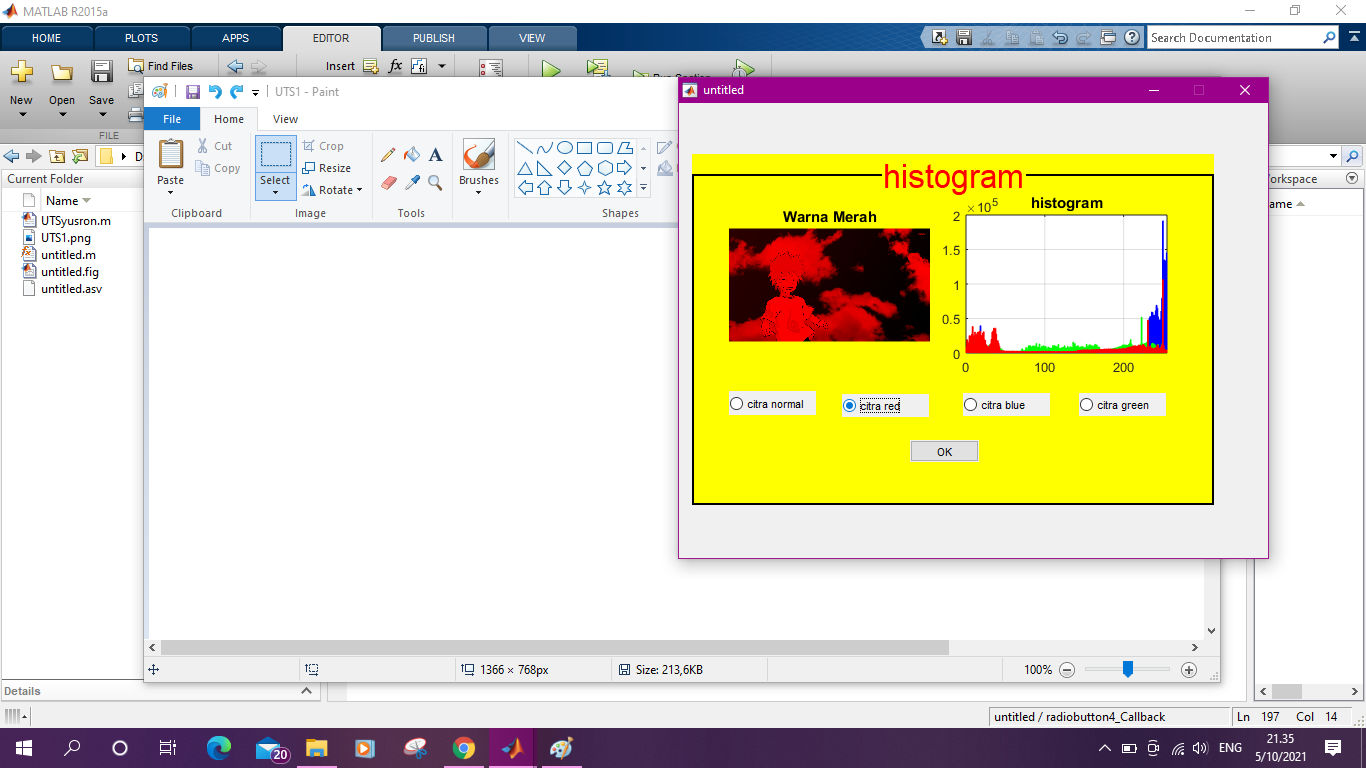 MATLAB R2015a
HOME PLOTS APPS EDITOR PUBLISH VIEW
Search Documentation
New Open Save
Find Files
Insert
FILE
UTS1 - Paint
File Home View
Paste
Cut
Copy
Select
Crop
Resize
Rotate
Brushes
Clipboard Image Tools Shapes
Current Folder
Name
UTSyusron.m
UTS1.png
untitled.m
untitled.fig
untitled.asv
untitled
histogram
Warna Merah
histogram
×10^5
2
1.5
1
0.5
0
0 100 200
citra normal citra red citra blue citra green
OK
1366 × 768px Size: 213,6KB 100%
Details
untitled / radiobutton4_Callback Ln 197 Col 14
20
ENG
21.35
5/10/2021